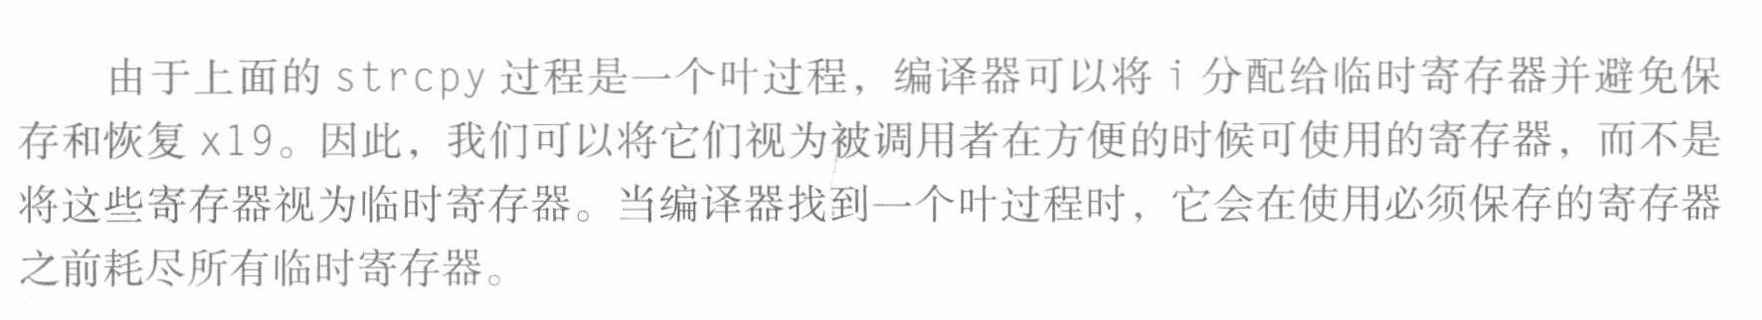 由于上面的 strcpy 过程是一个叶过程，编译器可以将 i 分配给临时寄存器并避免保
存和恢复 x19。因此，我们可以将它们视为被调用者在方便的时候可使用的寄存器，而不是
将这些寄存器视为临时寄存器。当编译器找到一个叶过程时，它会在使用必须保存的寄存器
之前耗尽所有临时寄存器。